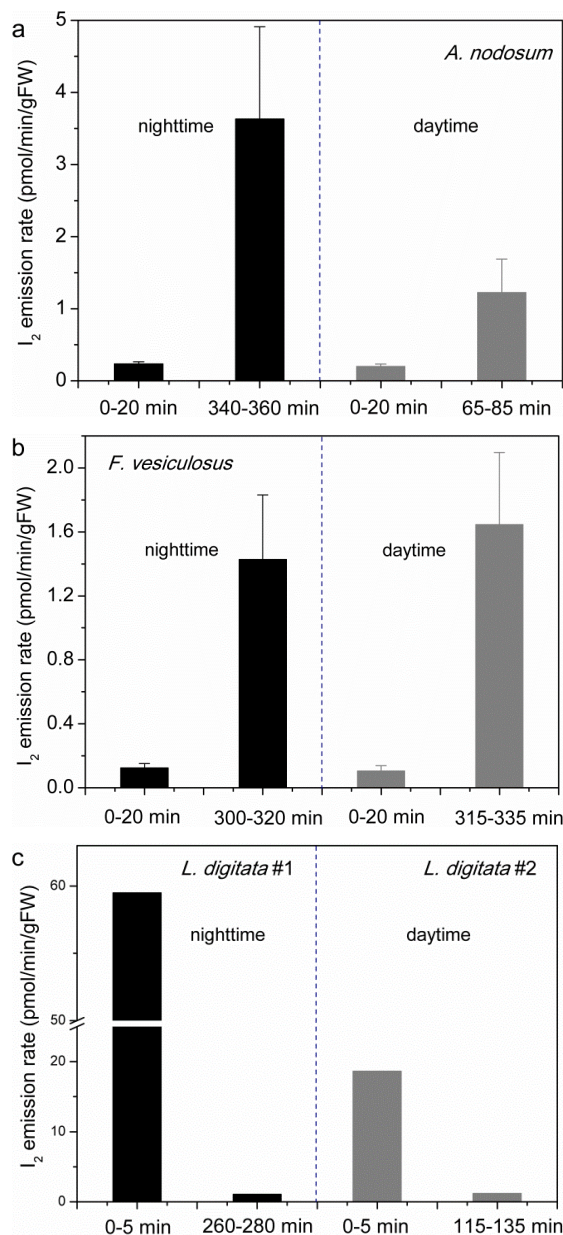 a
A. nodosum
nighttime
daytime
I2 emission rate (pmol/min/gFW)
5
4
3
2
1
0
0-20 min 340-360 min 0-20 min 65-85 min
b
F. vesiculosus
nighttime
daytime
I2 emission rate (pmol/min/gFW)
2.0
1.6
1.2
0.8
0.4
0.0
0-20 min 300-320 min 0-20 min 315-335 min
c
L. digitata #1
L. digitata #2
nighttime
daytime
I2 emission rate (pmol/min/gFW)
60
50
20
10
0
0-5 min 260-280 min 0-5 min 115-135 min